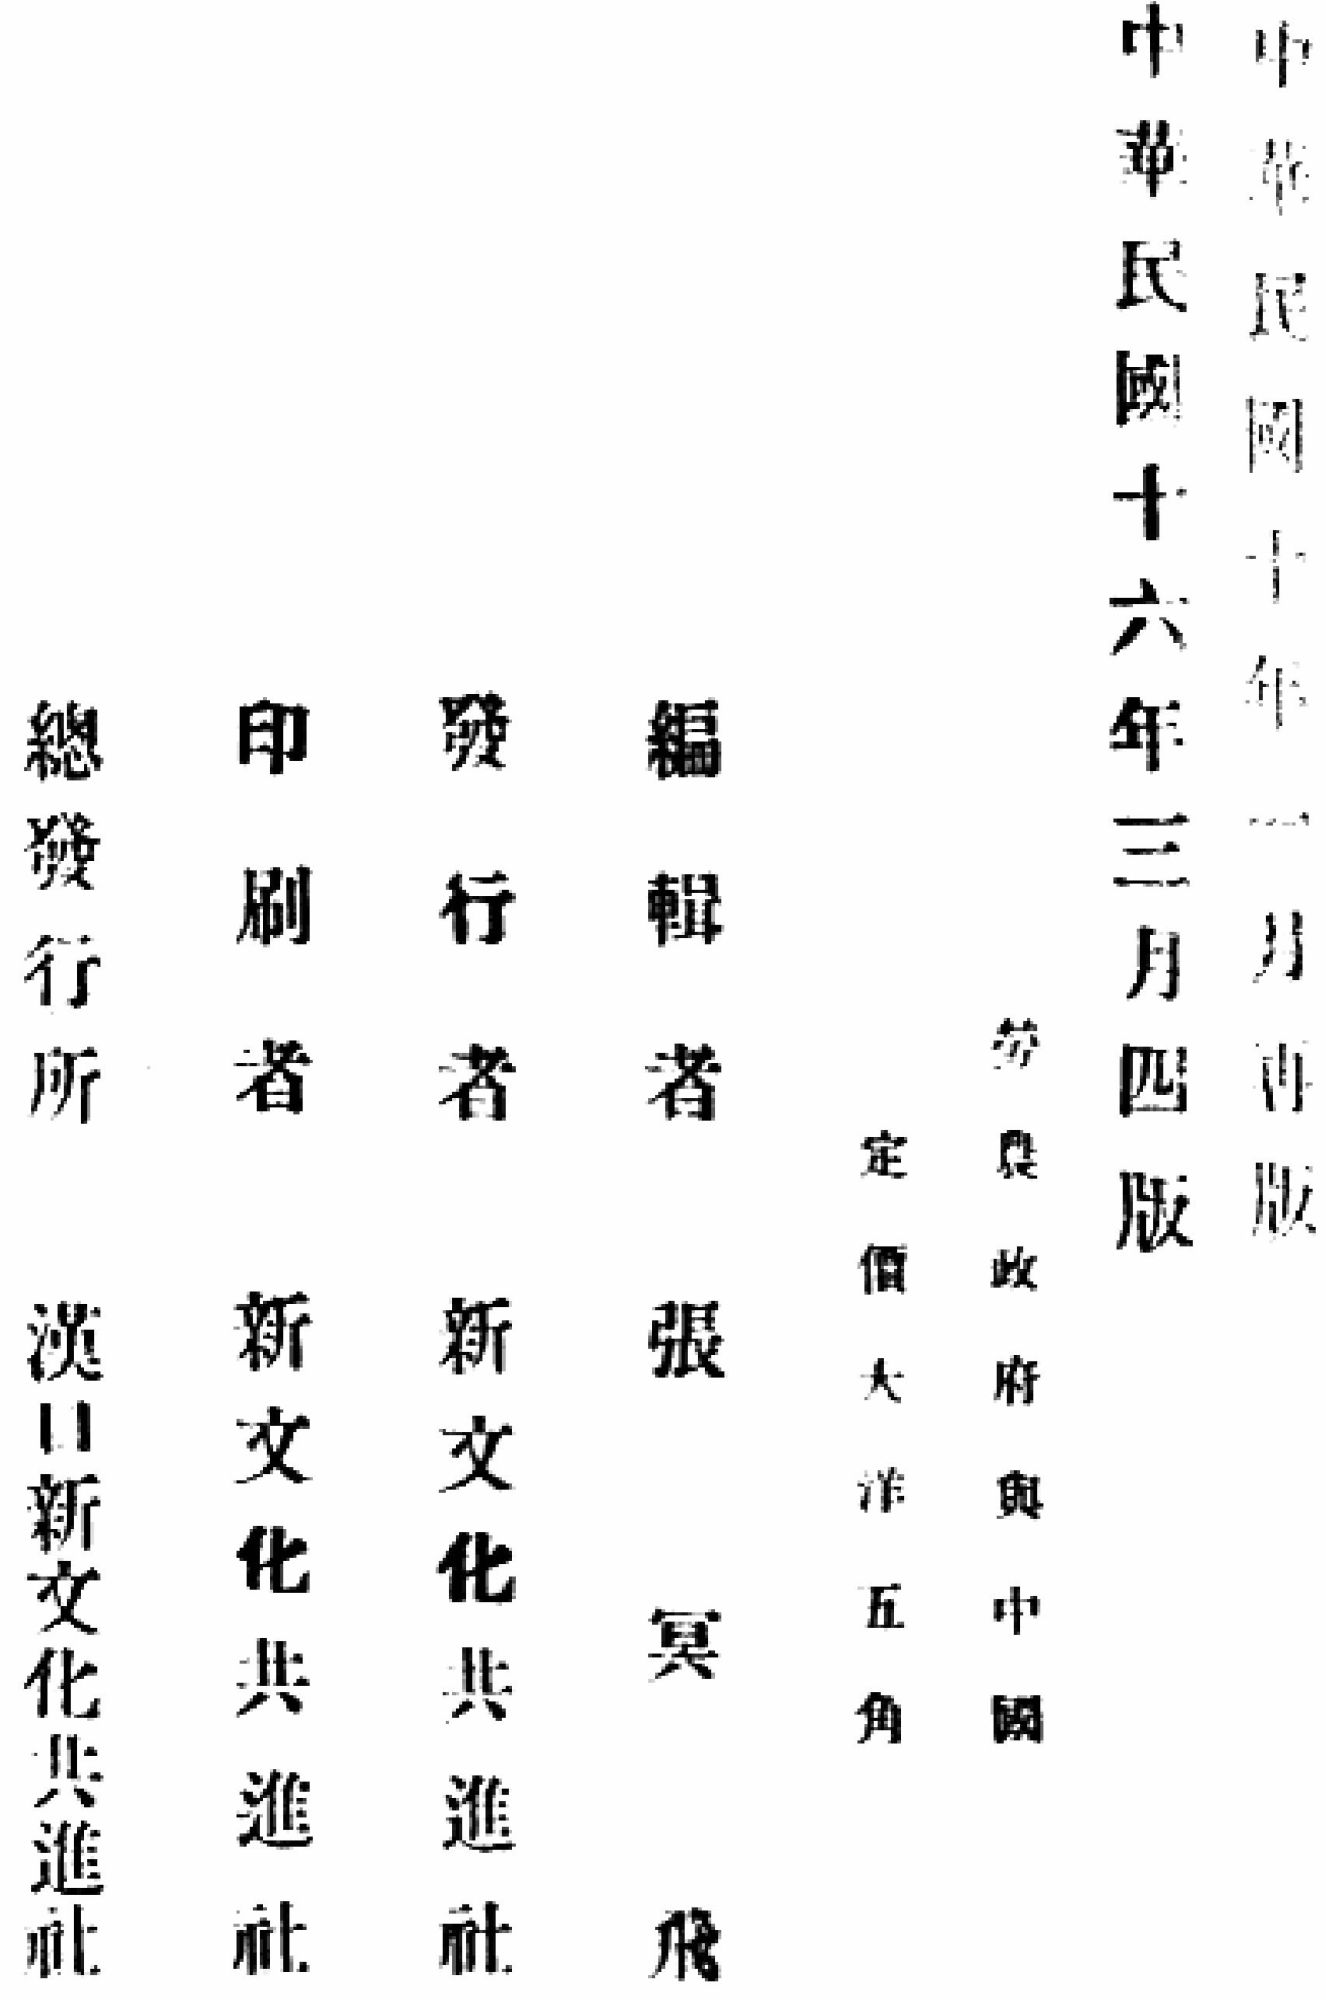 中華民國十年一月再版
中華民國十六年三月四版
勞農政府與中國
定價大洋五角
編輯者 張冥飛
發行者 新文化共進社
印刷者 新文化共進社
總發行所 漢口新文化共進社